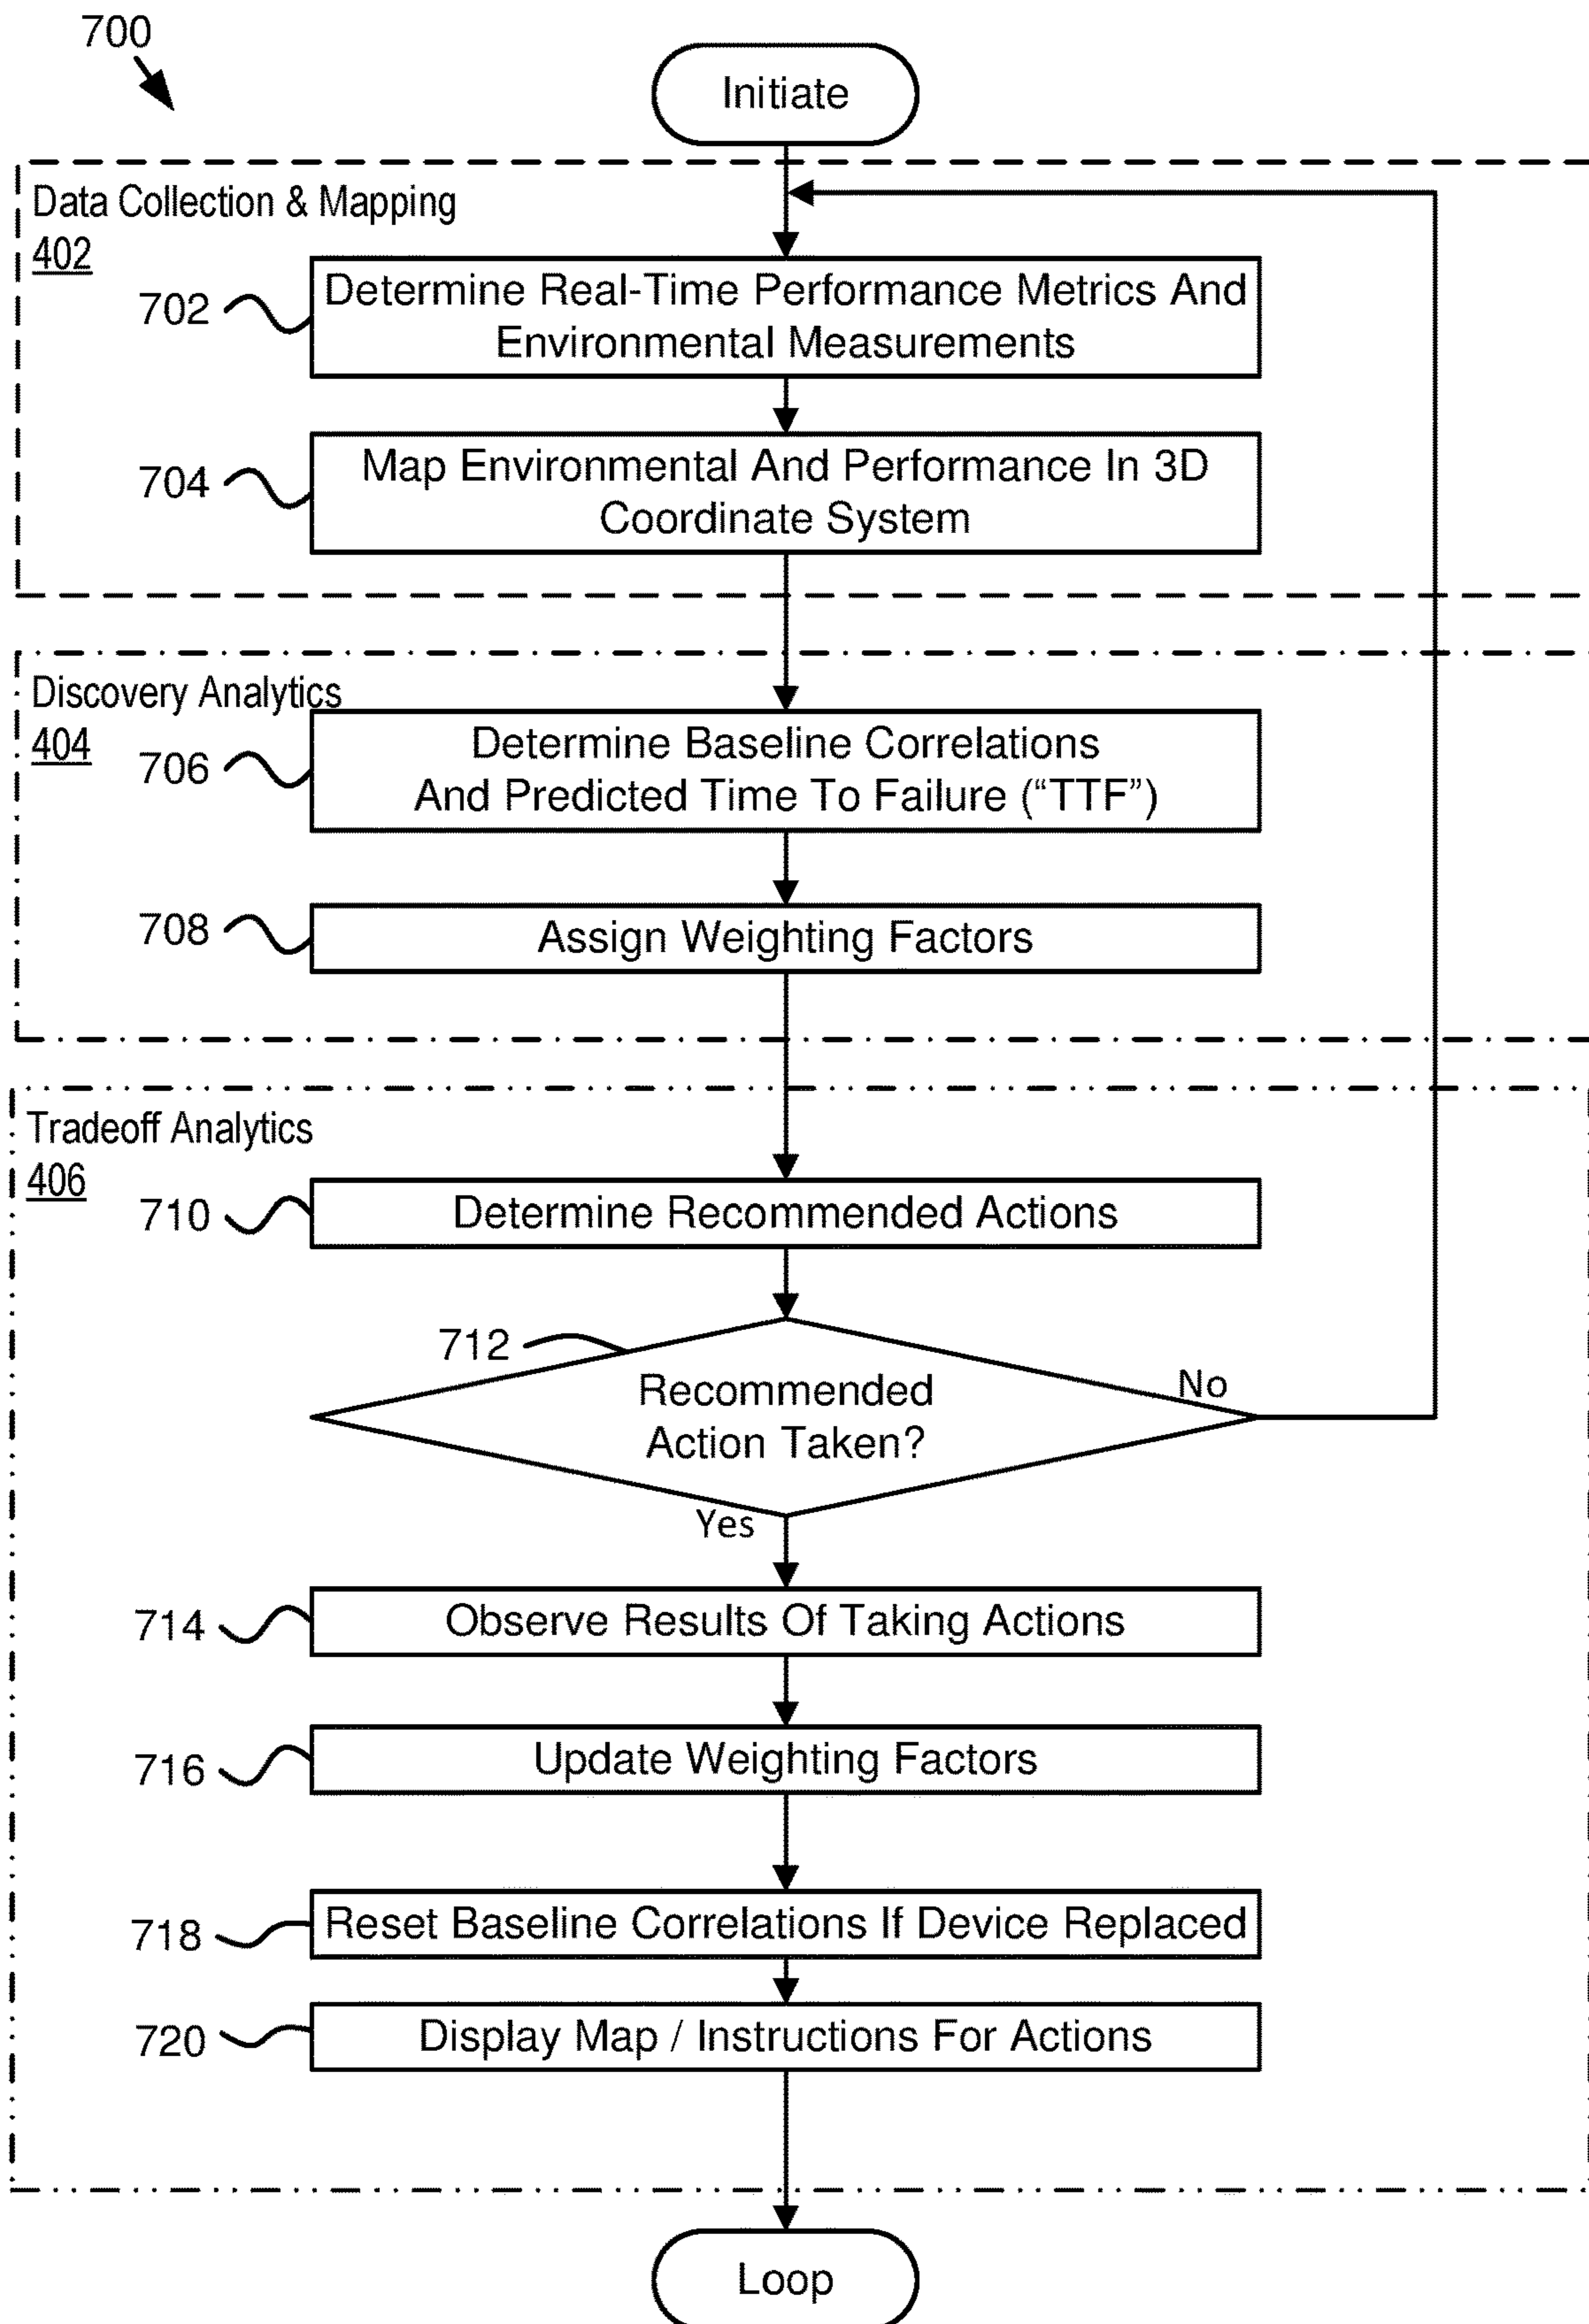 700
Initiate
Data Collection & Mapping
402
702
Determine Real-Time Performance Metrics And
Environmental Measurements
704
Map Environmental And Performance In 3D
Coordinate System
Discovery Analytics
404
706
Determine Baseline Correlations
And Predicted Time To Failure (“TTF”)
708
Assign Weighting Factors
Tradeoff Analytics
406
710
Determine Recommended Actions
712
Recommended
Action Taken?
No
Yes
714
Observe Results Of Taking Actions
716
Update Weighting Factors
718
Reset Baseline Correlations If Device Replaced
720
Display Map / Instructions For Actions
Loop